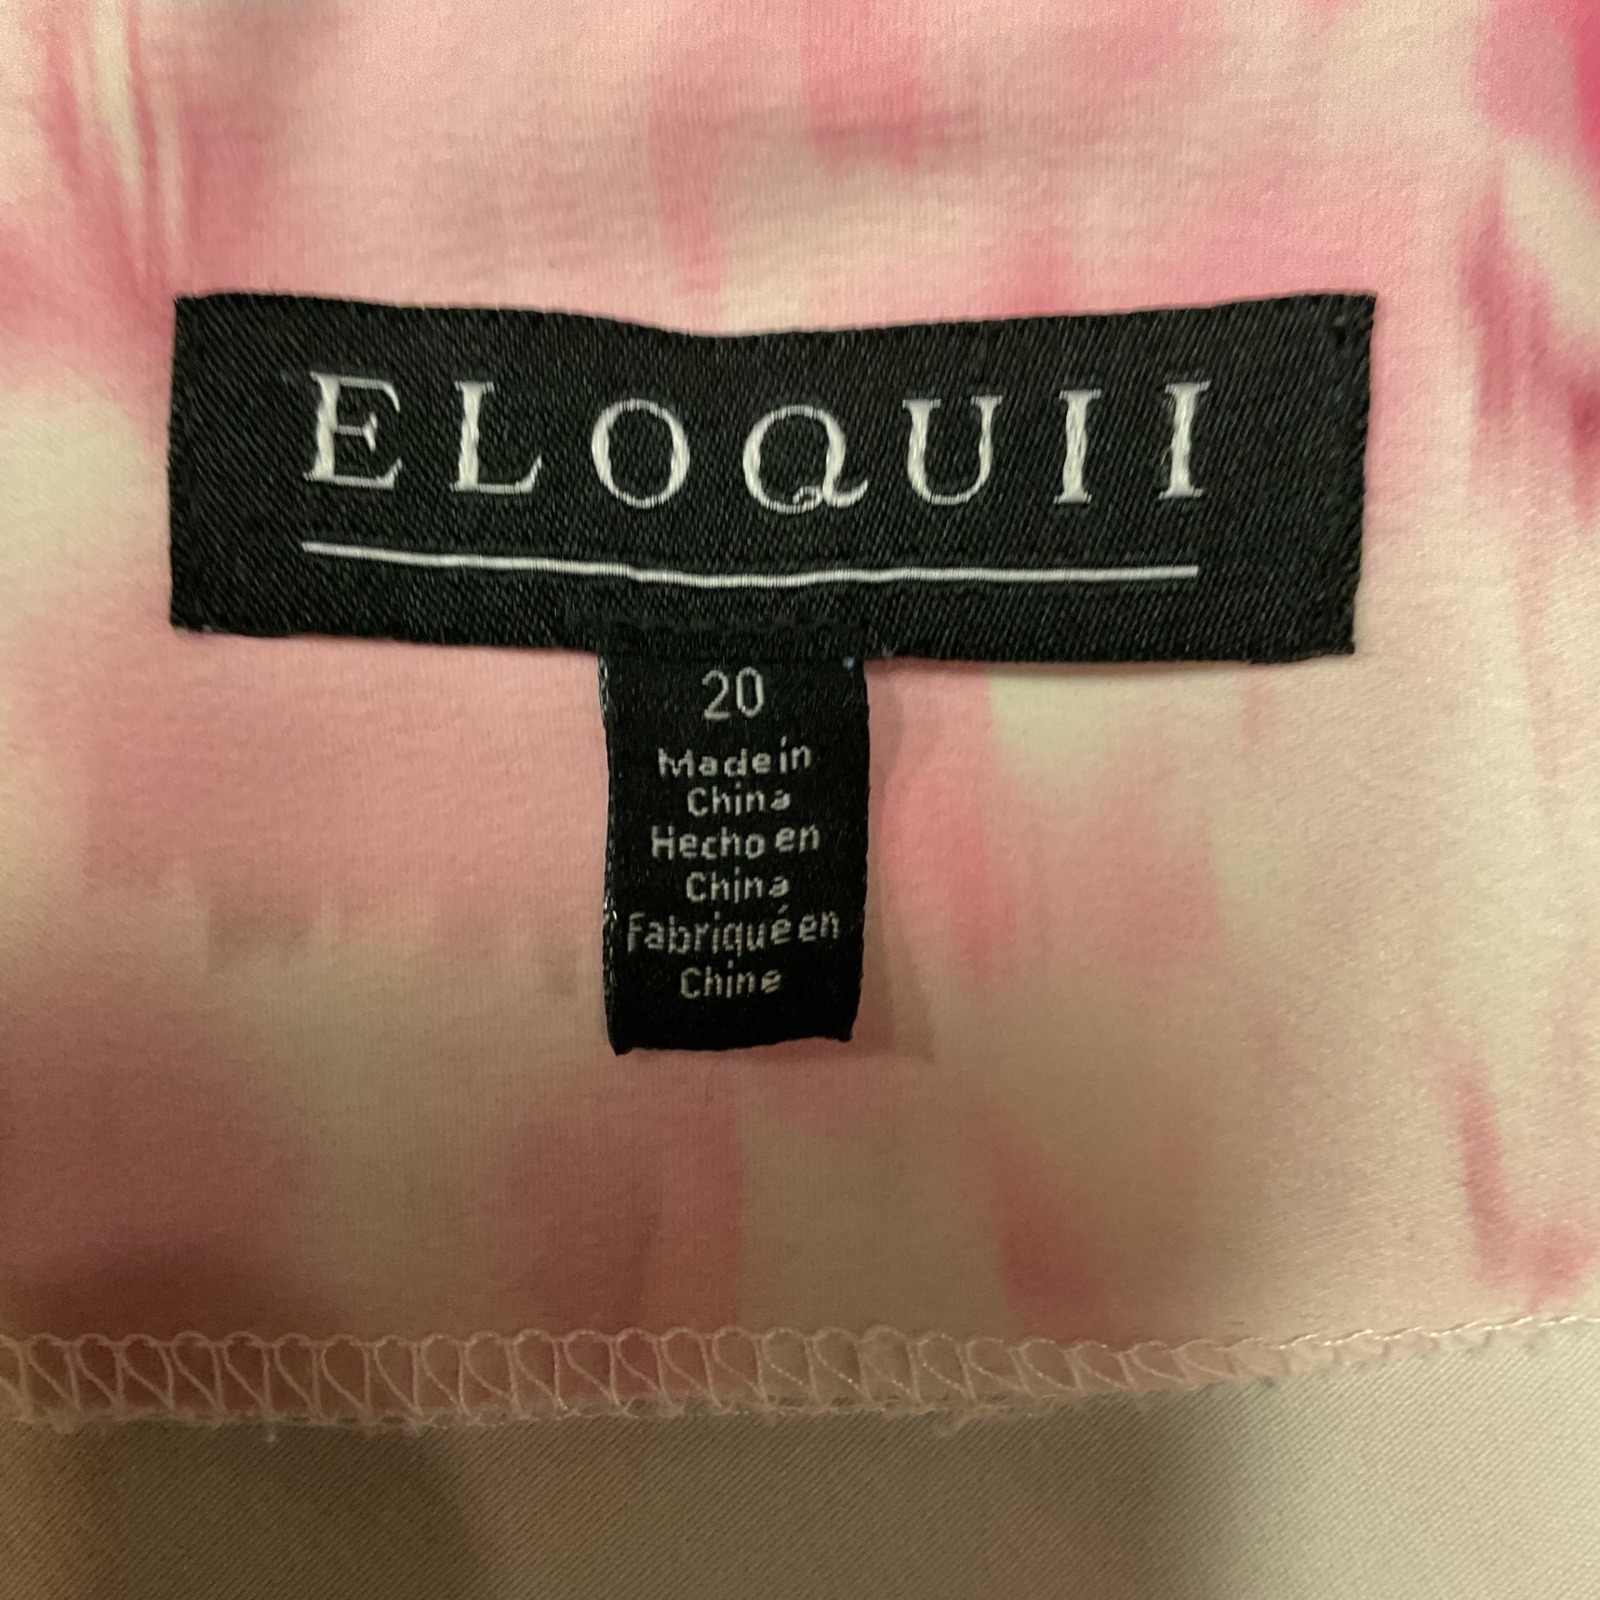 ELOQUII
20
Made in
China
Hecho en
China
Fabriqué en
Chine